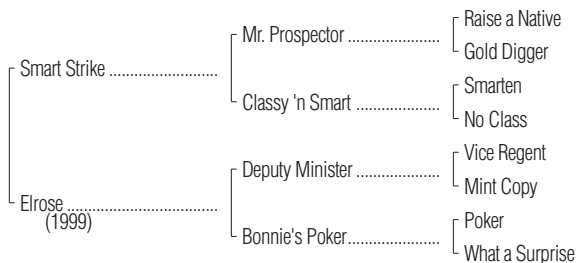 Raise a Native
Mr. Prospector .....................
Gold Digger
Smart Strike .........................
Smarten
Classy 'n Smart ...................
No Class
Vice Regent
Deputy Minister ...................
Mint Copy
Elrose ...................................
(1999)
Poker
Bonnie's Poker.....................
What a Surprise